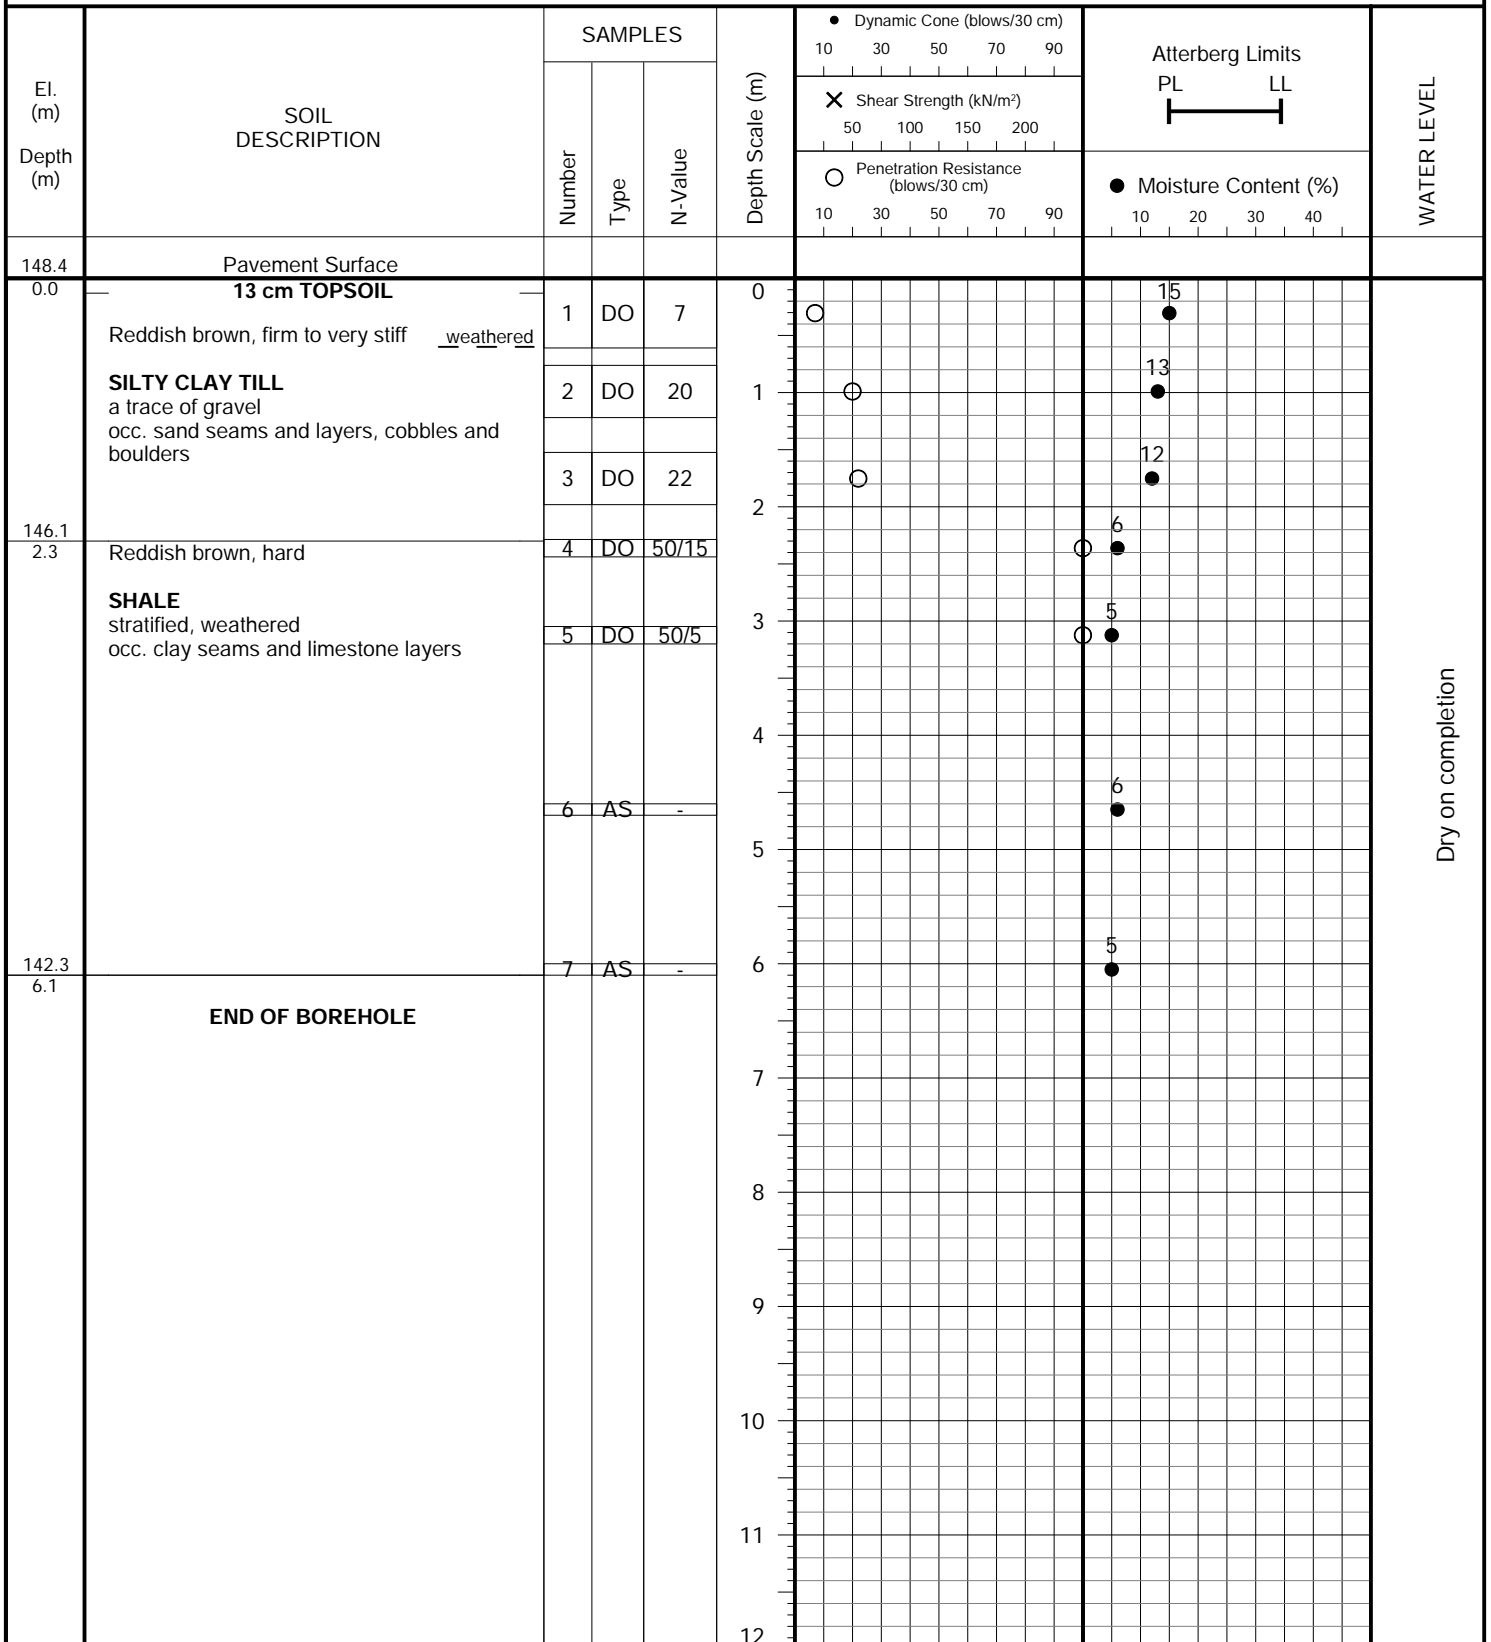 El.
(m)
Depth
(m)
SOIL
DESCRIPTION
SAMPLES
Number
Type
N-Value
Depth Scale (m)
Dynamic Cone (blows/30 cm)
10 30 50 70 90
Shear Strength (kN/m²)
50 100 150 200
Penetration Resistance
(blows/30 cm)
10 30 50 70 90
Atterberg Limits
PL LL
Moisture Content (%)
10 20 30 40
WATER LEVEL
148.4 Pavement Surface
0.0 13 cm TOPSOIL 0 15
1 DO 7
Reddish brown, firm to very stiff weathered
13
SILTY CLAY TILL
2 DO 20 1
a trace of gravel
occ. sand seams and layers, cobbles and
boulders
12
3 DO 22
2
146.1 6
2.3 Reddish brown, hard 4 DO 50/15
SHALE
5
stratified, weathered 3
5 DO 50/5
occ. clay seams and limestone layers
4
Dry on completion
6
6 AS -
5
5
142.3 7 AS - 6
6.1
END OF BOREHOLE
7
8
9
10
11
12